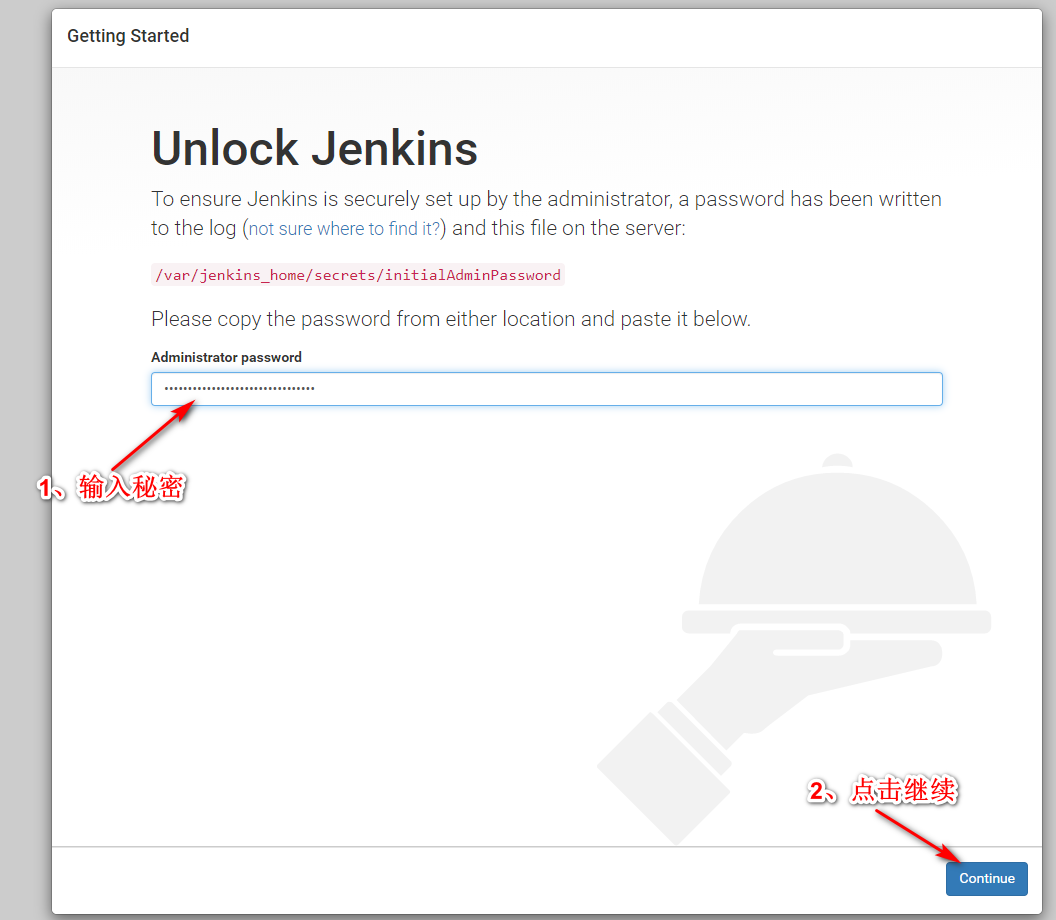 Getting Started
Unlock Jenkins
To ensure Jenkins is securely set up by the administrator, a password has been written
to the log (not sure where to find it?) and this file on the server:
/var/jenkins_home/secrets/initialAdminPassword
Please copy the password from either location and paste it below.
Administrator password
••••••••••••••••••••••••••••••••
1、输入秘密
2、点击继续
Continue